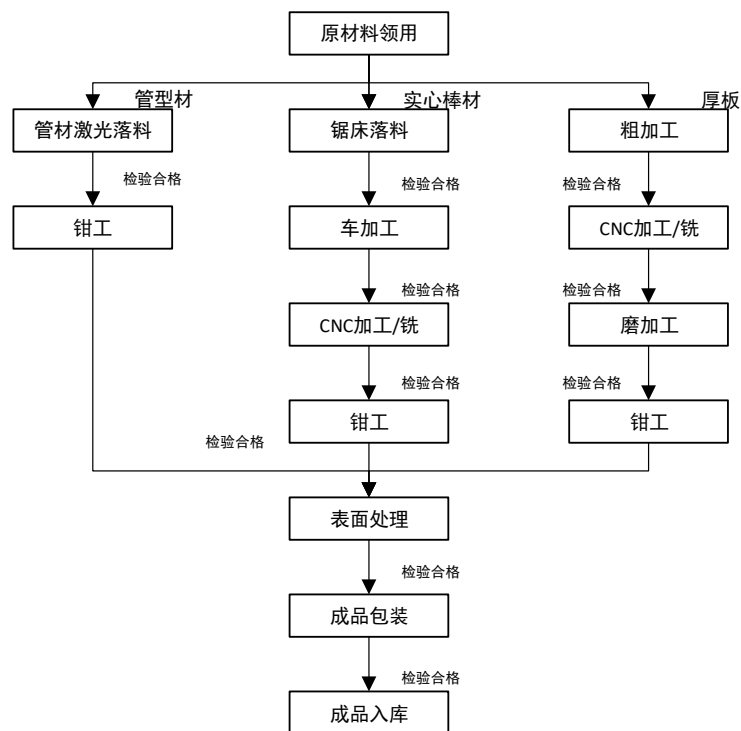 原材料领用
管型材
实心棒材
厚板
管材激光落料
锯床落料
粗加工
检验合格
检验合格
检验合格
钳工
车加工
CNC加工/铣
检验合格
检验合格
CNC加工/铣
磨加工
检验合格
检验合格
钳工
钳工
检验合格
表面处理
检验合格
成品包装
检验合格
成品入库